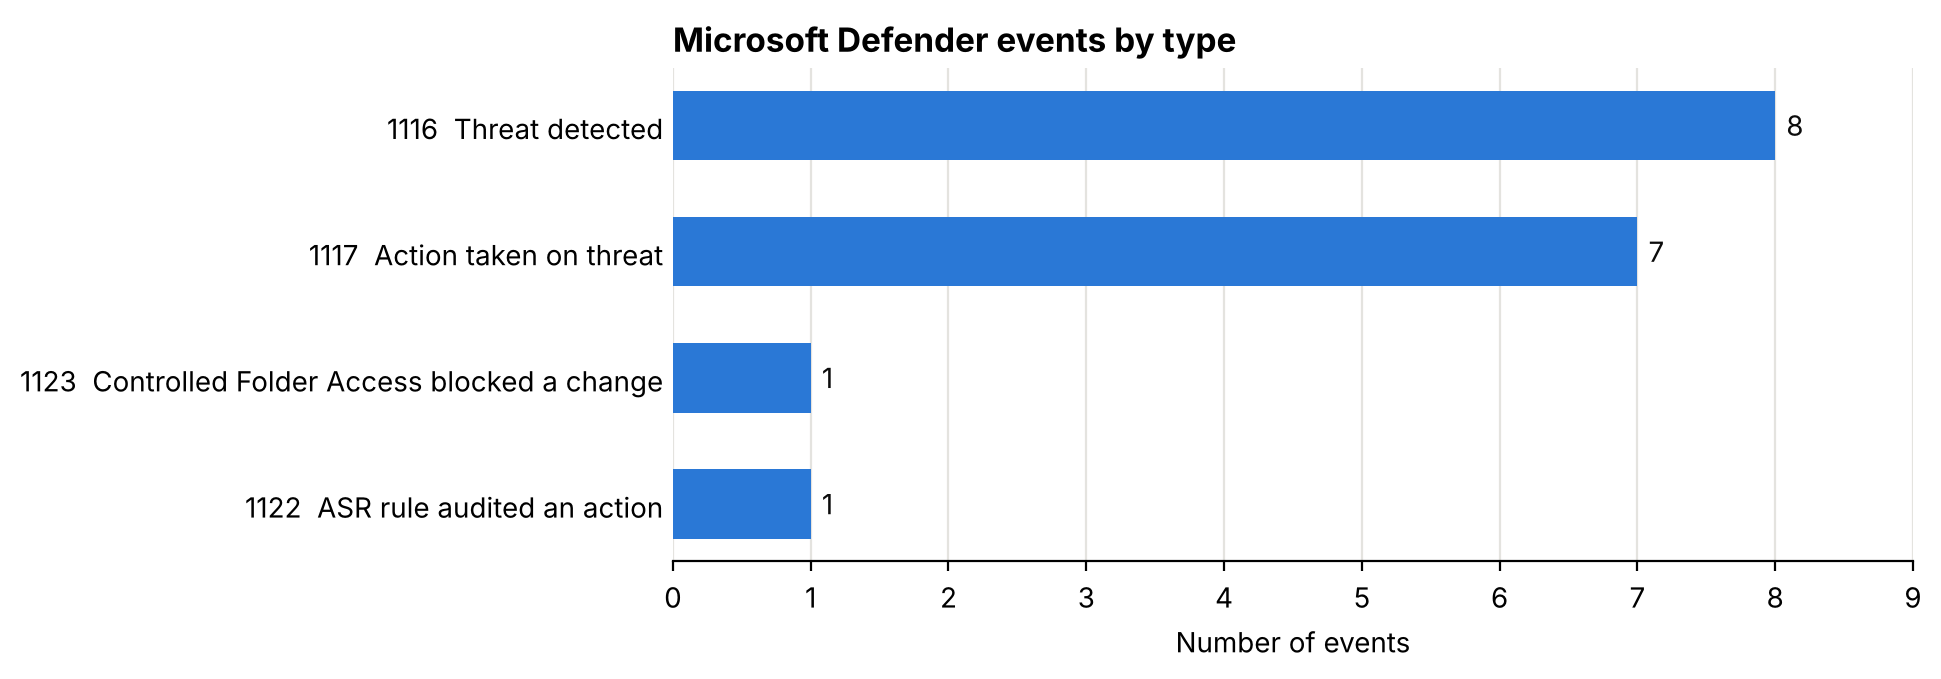 Microsoft Defender events by type
1116 Threat detected
8
1117 Action taken on threat
7
1123 Controlled Folder Access blocked a change
1
1122 ASR rule audited an action
1
0 1 2 3 4 5 6 7 8 9
Number of events